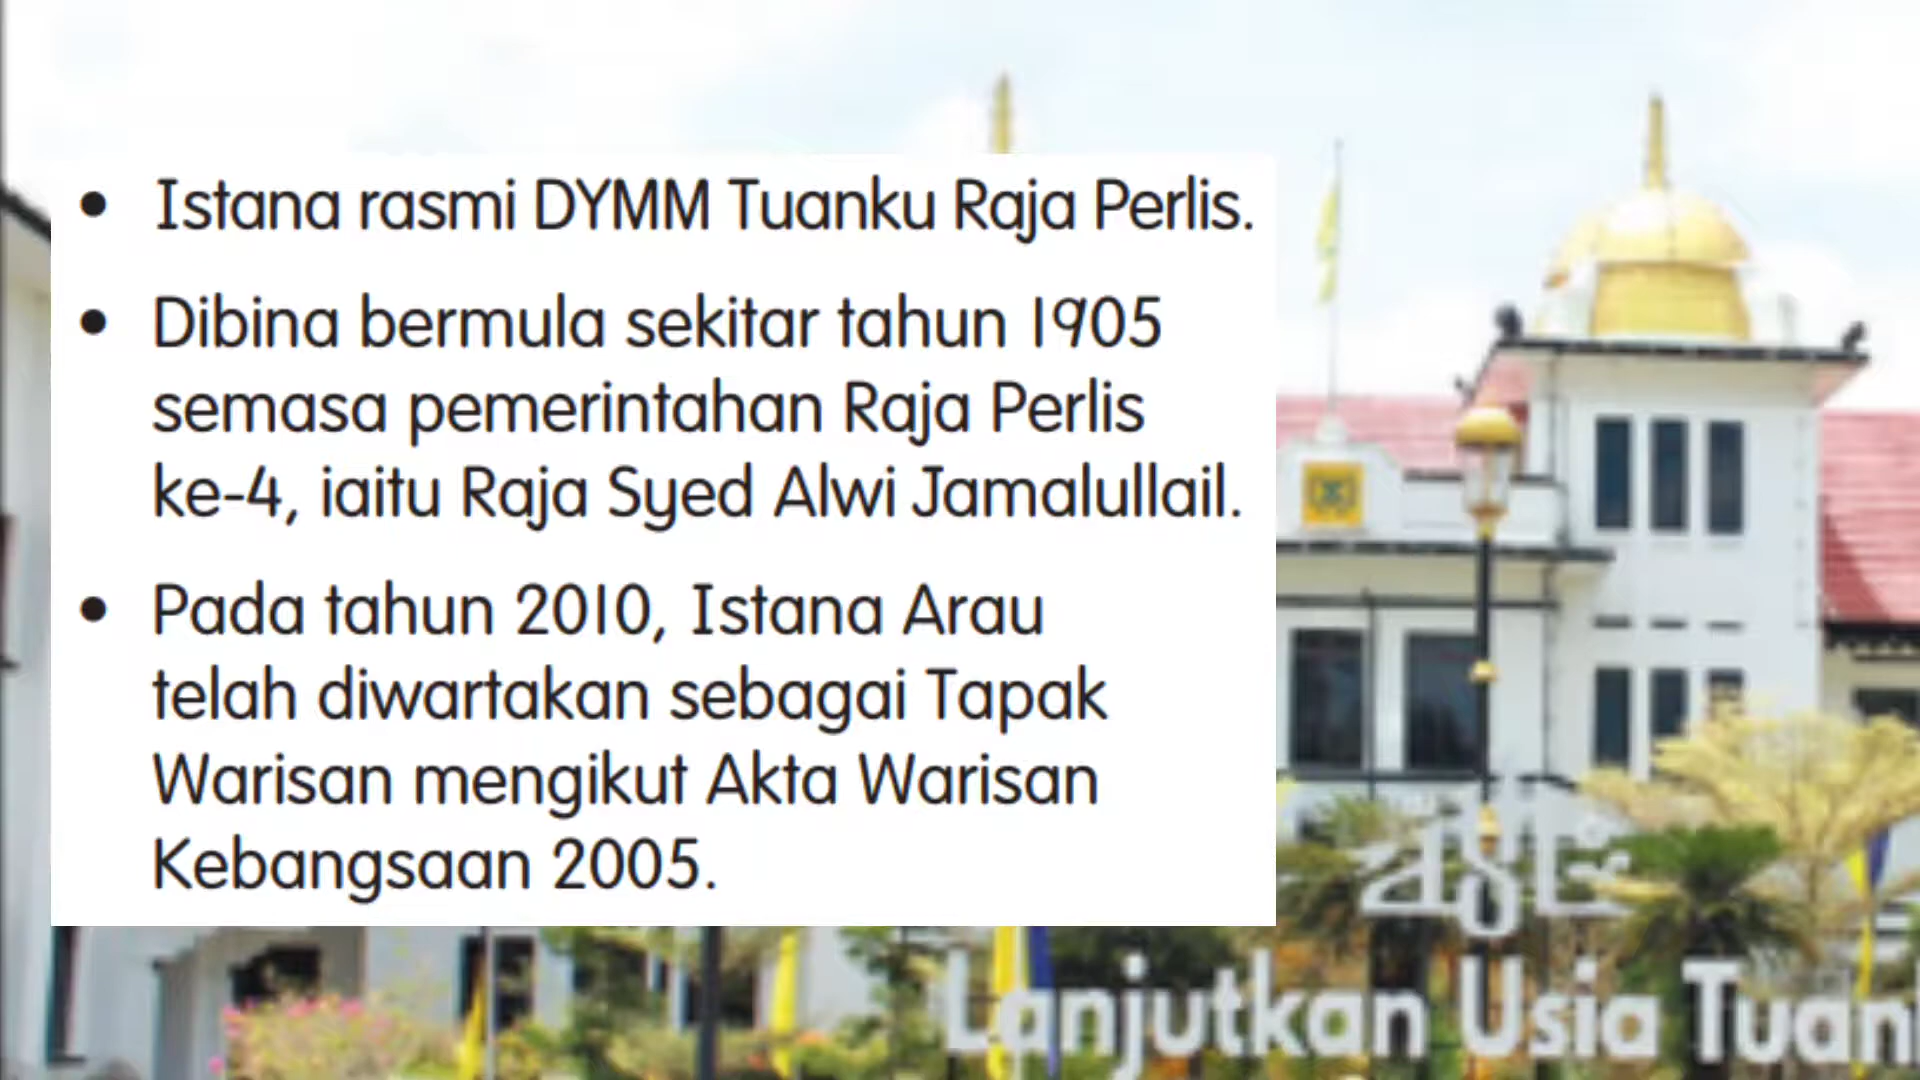 • Istana rasmi DYMM Tuanku Raja Perlis.
• Dibina bermula sekitar tahun 1905
semasa pemerintahan Raja Perlis
ke-4, iaitu Raja Syed Alwi Jamalullail.
• Pada tahun 2010, Istana Arau
telah diwartakan sebagai Tapak
Warisan mengikut Akta Warisan
Kebangsaan 2005.
Lanjutkan Usia